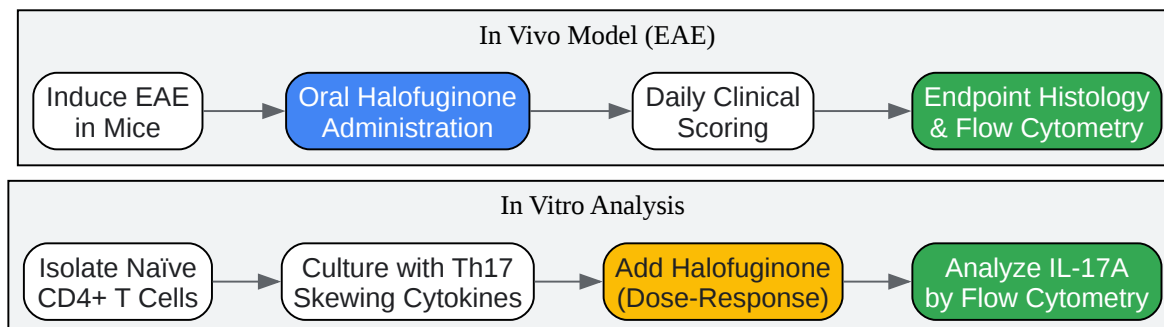 In Vivo Model (EAE)
Induce EAE
in Mice
Oral Halofuginone
Administration
Daily Clinical
Scoring
Endpoint Histology
& Flow Cytometry
In Vitro Analysis
Isolate Naïve
CD4+ T Cells
Culture with Th17
Skewing Cytokines
Add Halofuginone
(Dose-Response)
Analyze IL-17A
by Flow Cytometry